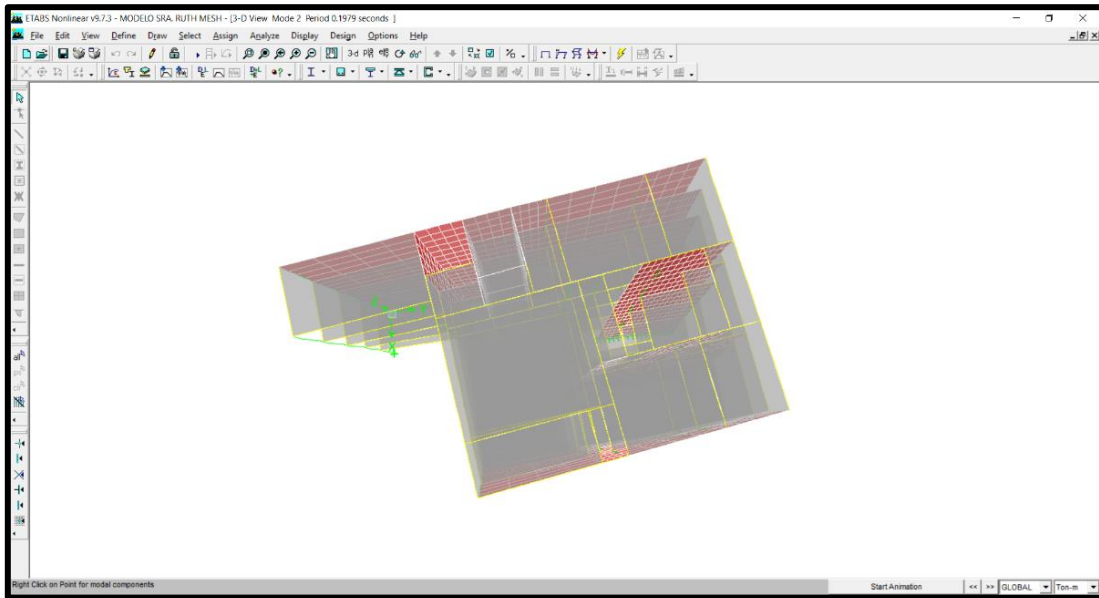 ETABS Nonlinear v9.7.3 - MODELO SRA. RUTH MESH - [3-D View Mode 2 Period 0.1979 seconds ]
File Edit View Define Draw Select Assign Analyze Display Design Options Help
3-d
all
Right Click on Point for modal components
Start Animation << >> GLOBAL Ton-m